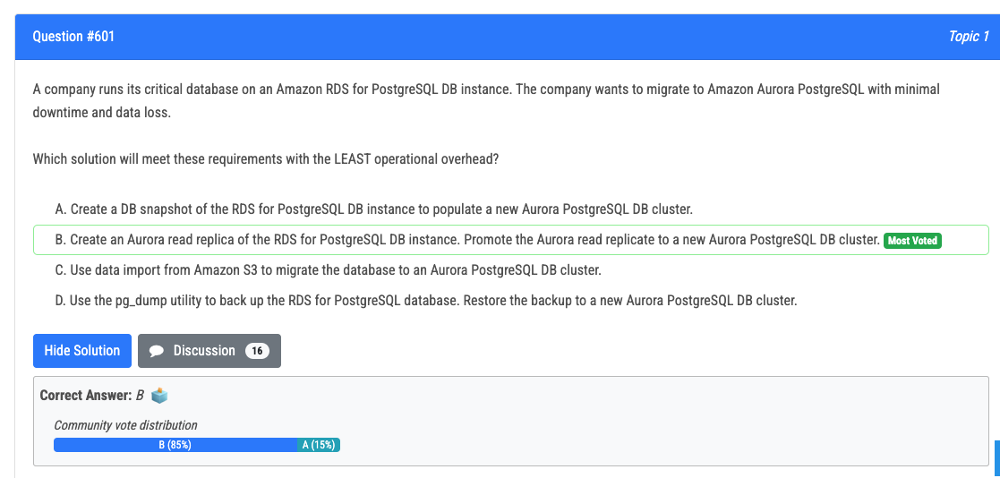 Question #601
Topic 1
A company runs its critical database on an Amazon RDS for PostgreSQL DB instance. The company wants to migrate to Amazon Aurora PostgreSQL with minimal
downtime and data loss.
Which solution will meet these requirements with the LEAST operational overhead?
A. Create a DB snapshot of the RDS for PostgreSQL DB instance to populate a new Aurora PostgreSQL DB cluster.
B. Create an Aurora read replica of the RDS for PostgreSQL DB instance. Promote the Aurora read replicate to a new Aurora PostgreSQL DB cluster. Most Voted
C. Use data import from Amazon S3 to migrate the database to an Aurora PostgreSQL DB cluster.
D. Use the pg_dump utility to back up the RDS for PostgreSQL database. Restore the backup to a new Aurora PostgreSQL DB cluster.
Hide Solution
Discussion 16
Correct Answer: B
Community vote distribution
B (85%) A (15%)